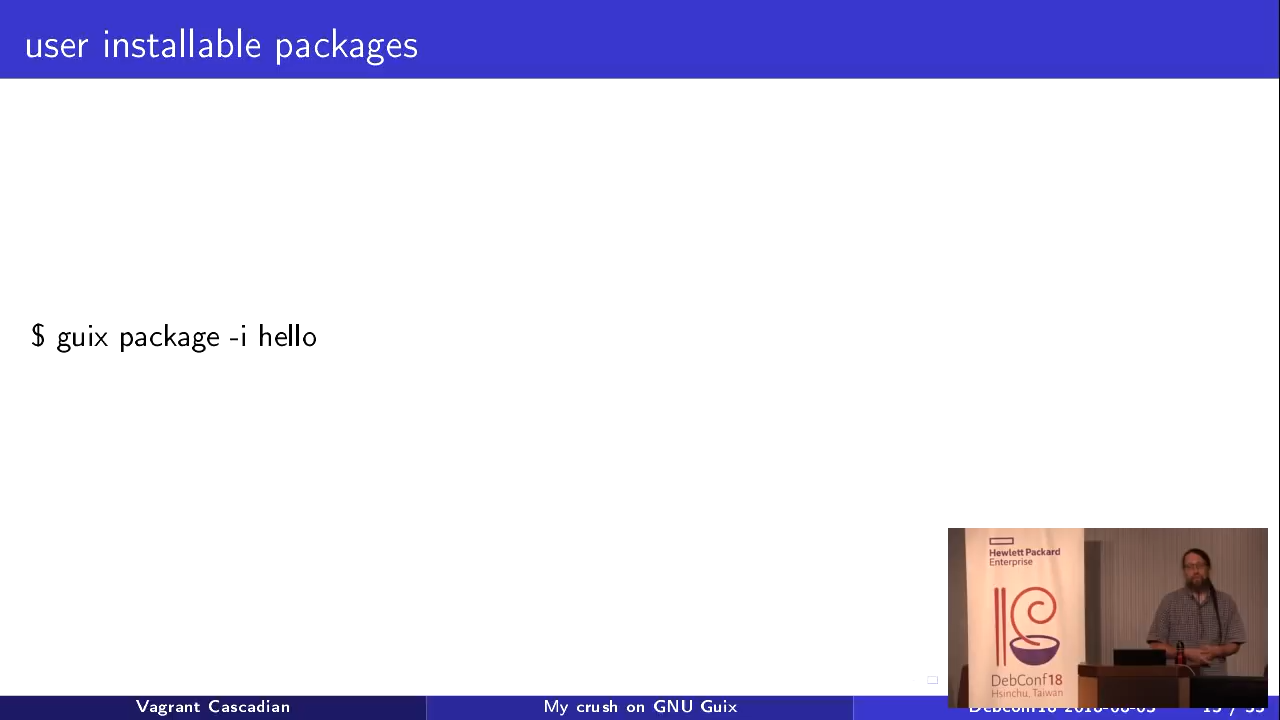 user installable packages
$ guix package -i hello
Hewlett Packard
Enterprise
DebConf18
Hsinchu, Taiwan
Vagrant Cascadian
My crush on GNU Guix